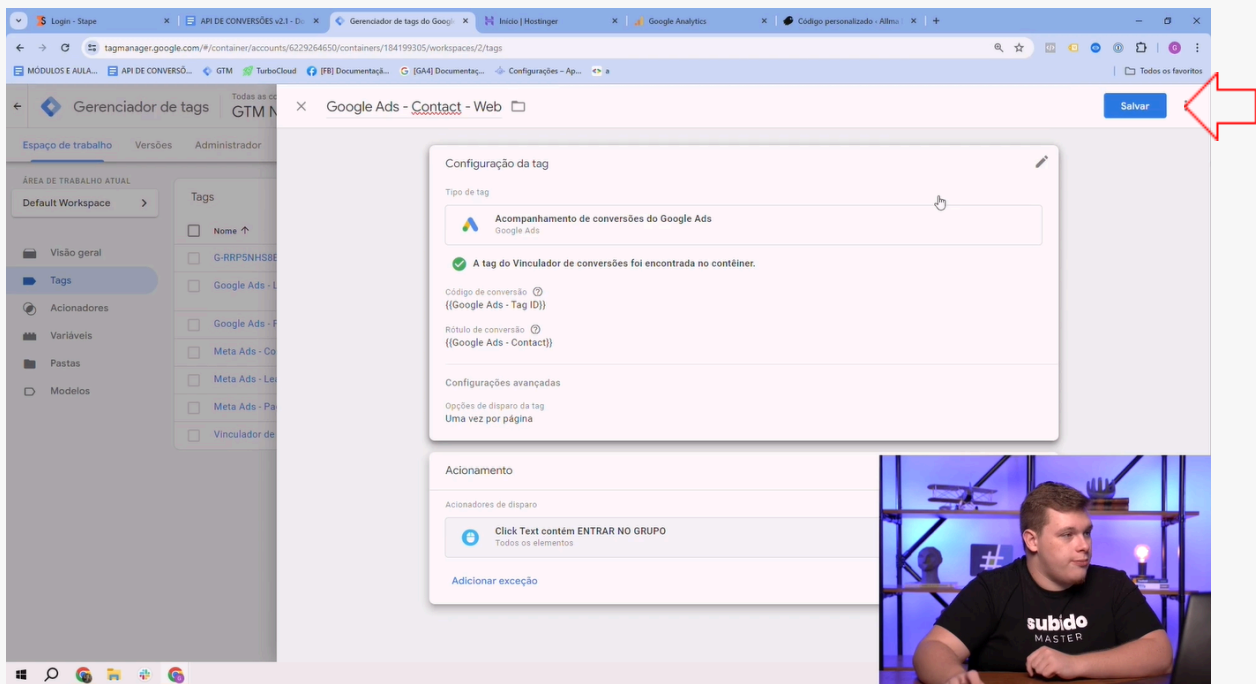 Login - Stape
API DE CONVERSÕES v2.1 - Do
Gerenciador de tags do Googl
Início | Hostinger
Google Analytics
Código personalizado - Allma
tagmanager.google.com/#/container/accounts/6229264650/containers/184199305/workspaces/2/tags
MÓDULOS E AULA...
API DE CONVERSÕ...
GTM
TurboCloud
[FB] Documentaçã...
[GA4] Documentaç...
Configurações – Ap...
a
Todos os favoritos
Gerenciador de tags
Todas as co
GTM N
Google Ads - Contact - Web
Salvar
Espaço de trabalho
Versões
Administrador
ÁREA DE TRABALHO ATUAL
Default Workspace
Visão geral
Tags
Acionadores
Variáveis
Pastas
Modelos
Tags
Nome
G-RRP5NHS8E
Google Ads - L
Google Ads - P
Meta Ads - Co
Meta Ads - Lea
Meta Ads - Pa
Vinculador de
Configuração da tag
Tipo de tag
Acompanhamento de conversões do Google Ads
Google Ads
A tag do Vinculador de conversões foi encontrada no contêiner.
Código de conversão
{{Google Ads - Tag ID}}
Rótulo de conversão
{{Google Ads - Contact}}
Configurações avançadas
Opções de disparo da tag
Uma vez por página
Acionamento
Acionadores de disparo
Click Text contém ENTRAR NO GRUPO
Todos os elementos
Adicionar exceção
#
subido
MASTER